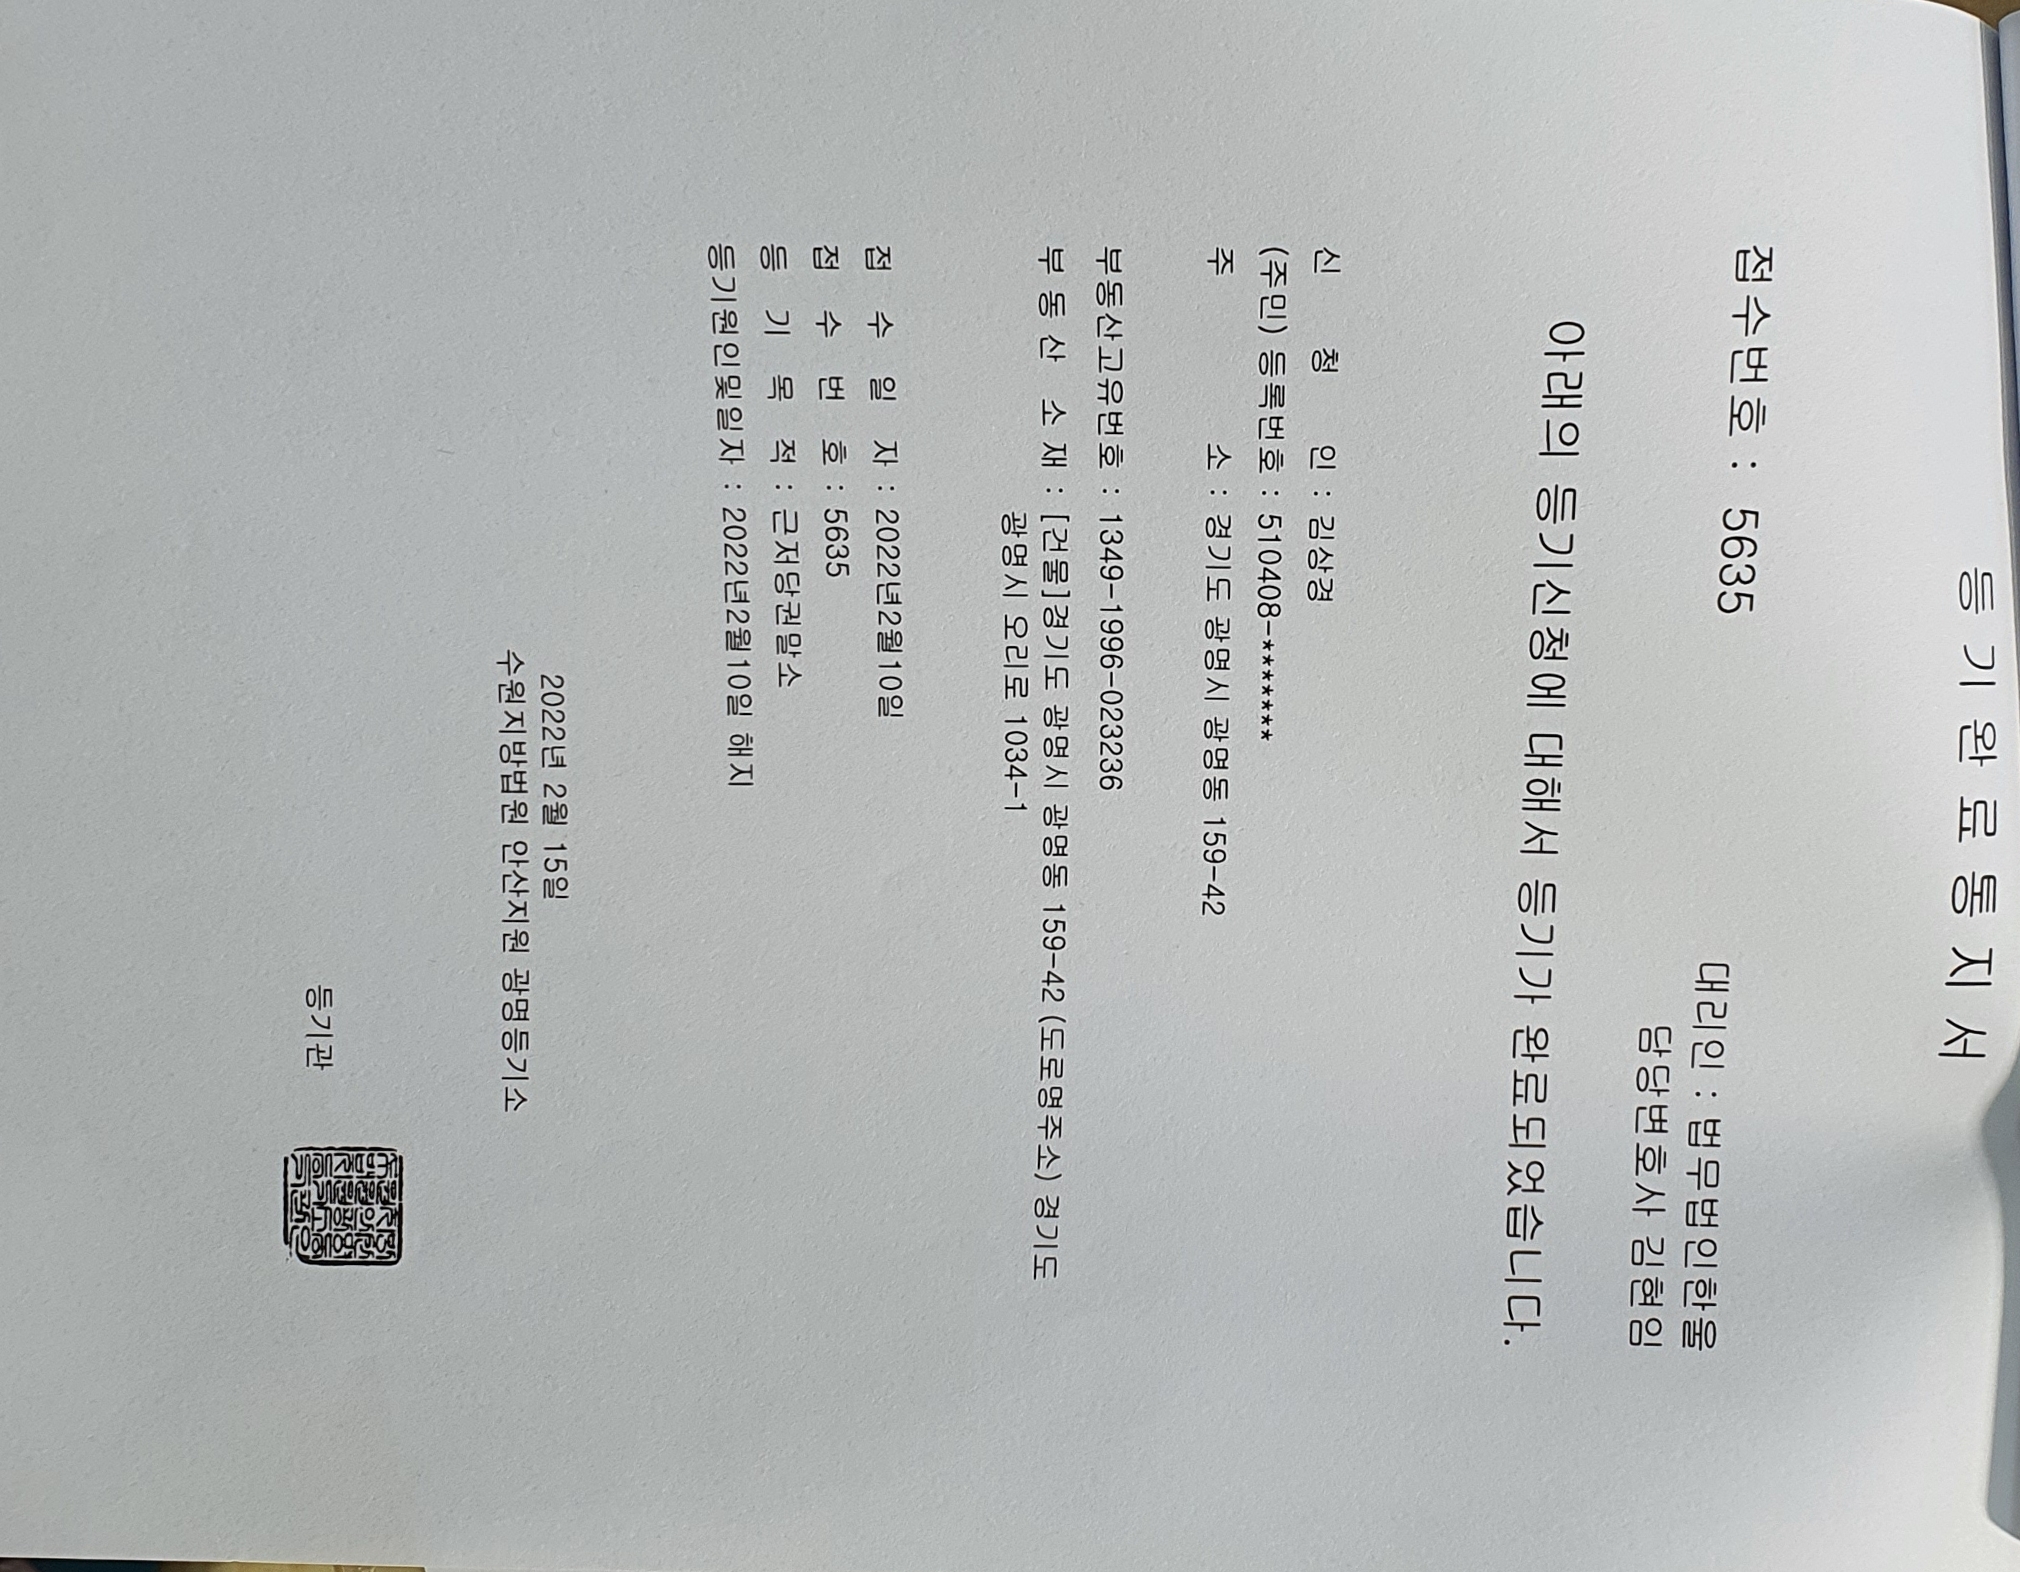 등 기 완 료 통 지 서
접수번호 : 5635
대리인 : 법무법인한울
담당변호사 김현임
아래의 등기신청에 대해서 등기가 완료되었습니다.
신 청 인 : 김상경
(주민)등록번호 : 510408-*******
주 소 : 경기도 광명시 광명동 159-42
부동산고유번호 : 1349-1996-023236
부 동 산 소 재 : [건물]경기도 광명시 광명동 159-42 (도로명주소) 경기도
광명시 오리로 1034-1
접 수 일 자 : 2022년2월10일
접 수 번 호 : 5635
등 기 목 적 : 근저당권말소
등기원인및일자 : 2022년2월10일 해지
2022년 2월 15일
수원지방법원 안산지원 광명등기소
등기관